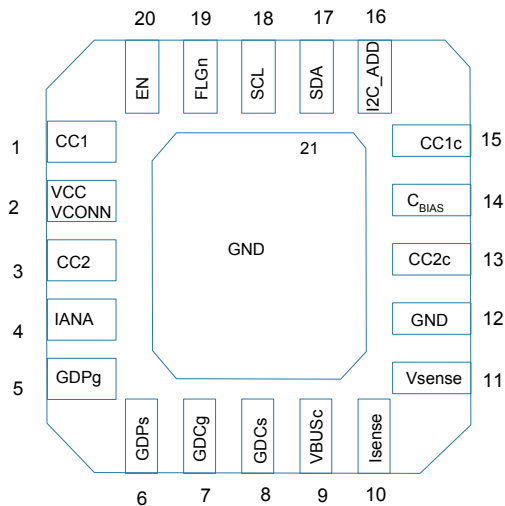 20 19 18 17 16
EN FLGn SCL SDA I2C_ADD
1 CC1
2 VCC
VCONN
3 CC2
4 IANA
5 GDPg
21
GND
CC1c 15
CBIAS 14
CC2c 13
GND 12
Vsense 11
GDPs GDCg GDCs VBUSc Isense
6 7 8 9 10